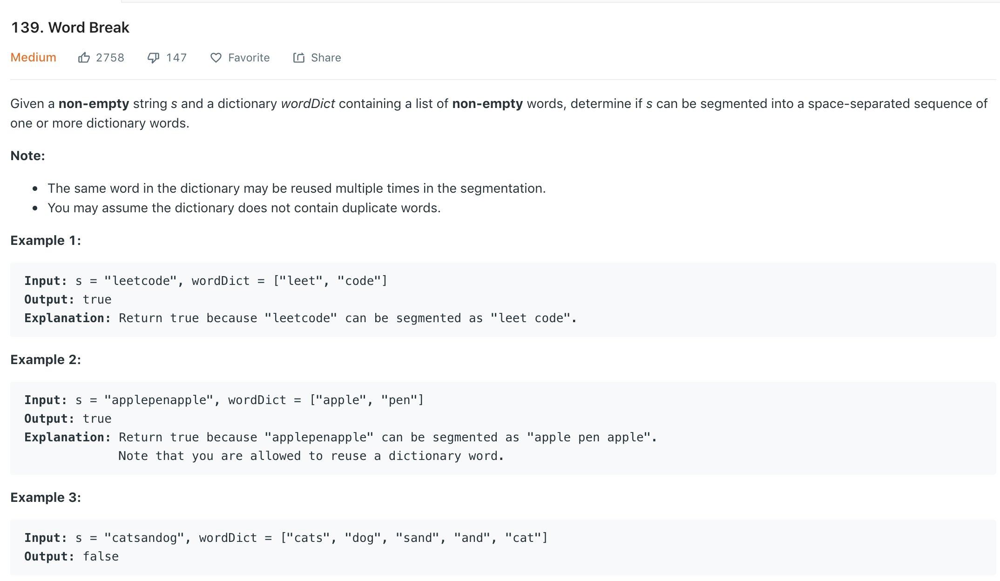 139. Word Break
Medium 2758 147 Favorite Share
Given a non-empty string s and a dictionary wordDict containing a list of non-empty words, determine if s can be segmented into a space-separated sequence of
one or more dictionary words.
Note:
• The same word in the dictionary may be reused multiple times in the segmentation.
• You may assume the dictionary does not contain duplicate words.
Example 1:
Input: s = "leetcode", wordDict = ["leet", "code"]
Output: true
Explanation: Return true because "leetcode" can be segmented as "leet code".
Example 2:
Input: s = "applepenapple", wordDict = ["apple", "pen"]
Output: true
Explanation: Return true because "applepenapple" can be segmented as "apple pen apple".
Note that you are allowed to reuse a dictionary word.
Example 3:
Input: s = "catsandog", wordDict = ["cats", "dog", "sand", "and", "cat"]
Output: false